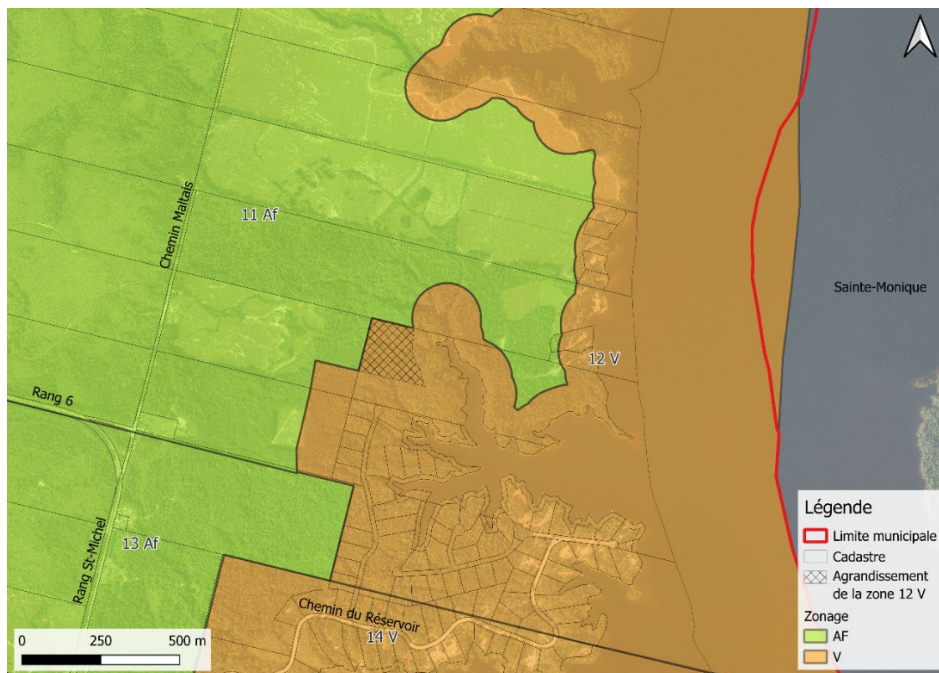 Chemin Maltais
11 Af
Sainte-Monique
12 V
Rang 6
Rang St-Michel
13 Af
Chemin du Réservoir
14 V
0 250 500 m
Légende
Limite municipale
Cadastre
Agrandissement
de la zone 12 V
Zonage
AF
V